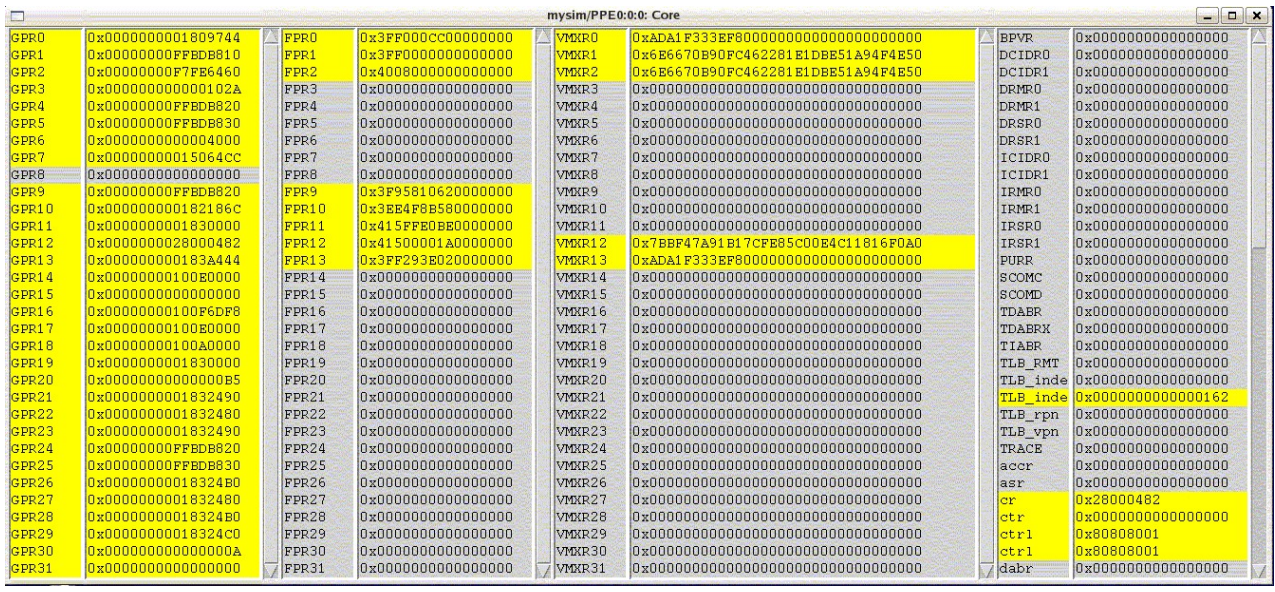 mysim/PPE0:0:0: Core
GPR0 0x0000000001809744 FPR0 0x3FF000CC00000000 VMXR0 0xADA1F333EF8000000000000000000000 BPVR 0x0000000000000000
GPR1 0x00000000FFBDB810 FPR1 0x3FF0000000000000 VMXR1 0x6E6670B90FC462281E1DBE51A94F4E50 DCIDR0 0x0000000000000000
GPR2 0x00000000F7FE6460 FPR2 0x4008000000000000 VMXR2 0x6E6670B90FC462281E1DBE51A94F4E50 DCIDR1 0x0000000000000000
GPR3 0x000000000000102A FPR3 0x0000000000000000 VMXR3 0x00000000000000000000000000000000 DRMR0 0x0000000000000000
GPR4 0x00000000FFBDB820 FPR4 0x0000000000000000 VMXR4 0x00000000000000000000000000000000 DRMR1 0x0000000000000000
GPR5 0x00000000FFBDB830 FPR5 0x0000000000000000 VMXR5 0x00000000000000000000000000000000 DRSR0 0x0000000000000000
GPR6 0x0000000000004000 FPR6 0x0000000000000000 VMXR6 0x00000000000000000000000000000000 DRSR1 0x0000000000000000
GPR7 0x00000000015064CC FPR7 0x0000000000000000 VMXR7 0x00000000000000000000000000000000 ICIDR0 0x0000000000000000
GPR8 0x0000000000000000 FPR8 0x0000000000000000 VMXR8 0x00000000000000000000000000000000 ICIDR1 0x0000000000000000
GPR9 0x00000000FFBDB820 FPR9 0x3F95810620000000 VMXR9 0x00000000000000000000000000000000 IRMR0 0x0000000000000000
GPR10 0x000000000182186C FPR10 0x3EE4F8B580000000 VMXR10 0x00000000000000000000000000000000 IRMR1 0x0000000000000000
GPR11 0x0000000001830000 FPR11 0x415FFE0BE0000000 VMXR11 0x00000000000000000000000000000000 IRSR0 0x0000000000000000
GPR12 0x0000000028000482 FPR12 0x41500001A0000000 VMXR12 0x7BBF47A91B17CFE85C00E4C11816F0A0 IRSR1 0x0000000000000000
GPR13 0x000000000183A444 FPR13 0x3FF293E020000000 VMXR13 0xADA1F333EF8000000000000000000000 PURR 0x0000000000000000
GPR14 0x00000000100E0000 FPR14 0x0000000000000000 VMXR14 0x00000000000000000000000000000000 SCOMC 0x0000000000000000
GPR15 0x0000000000000000 FPR15 0x0000000000000000 VMXR15 0x00000000000000000000000000000000 SCOMD 0x0000000000000000
GPR16 0x00000000100F6DF8 FPR16 0x0000000000000000 VMXR16 0x00000000000000000000000000000000 TDABR 0x0000000000000000
GPR17 0x00000000100E0000 FPR17 0x0000000000000000 VMXR17 0x00000000000000000000000000000000 TDABRX 0x0000000000000000
GPR18 0x00000000100A0000 FPR18 0x0000000000000000 VMXR18 0x00000000000000000000000000000000 TIABR 0x0000000000000000
GPR19 0x0000000001830000 FPR19 0x0000000000000000 VMXR19 0x00000000000000000000000000000000 TLB_RMT 0x0000000000000000
GPR20 0x00000000000000B5 FPR20 0x0000000000000000 VMXR20 0x00000000000000000000000000000000 TLB_inde 0x0000000000000000
GPR21 0x0000000001832490 FPR21 0x0000000000000000 VMXR21 0x00000000000000000000000000000000 TLB_inde 0x0000000000000162
GPR22 0x0000000001832480 FPR22 0x0000000000000000 VMXR22 0x00000000000000000000000000000000 TLB_rpn 0x0000000000000000
GPR23 0x0000000001832490 FPR23 0x0000000000000000 VMXR23 0x00000000000000000000000000000000 TLB_vpn 0x0000000000000000
GPR24 0x00000000FFBDB820 FPR24 0x0000000000000000 VMXR24 0x00000000000000000000000000000000 TRACE 0x0000000000000000
GPR25 0x00000000FFBDB830 FPR25 0x0000000000000000 VMXR25 0x00000000000000000000000000000000 accr 0x0000000000000000
GPR26 0x00000000018324B0 FPR26 0x0000000000000000 VMXR26 0x00000000000000000000000000000000 asr 0x0000000000000000
GPR27 0x0000000001832480 FPR27 0x0000000000000000 VMXR27 0x00000000000000000000000000000000 cr 0x28000482
GPR28 0x00000000018324B0 FPR28 0x0000000000000000 VMXR28 0x00000000000000000000000000000000 ctr 0x0000000000000000
GPR29 0x00000000018324C0 FPR29 0x0000000000000000 VMXR29 0x00000000000000000000000000000000 ctrl 0x80808001
GPR30 0x000000000000000A FPR30 0x0000000000000000 VMXR30 0x00000000000000000000000000000000 ctrl 0x80808001
GPR31 0x0000000000000000 FPR31 0x0000000000000000 VMXR31 0x00000000000000000000000000000000 dabr 0x0000000000000000